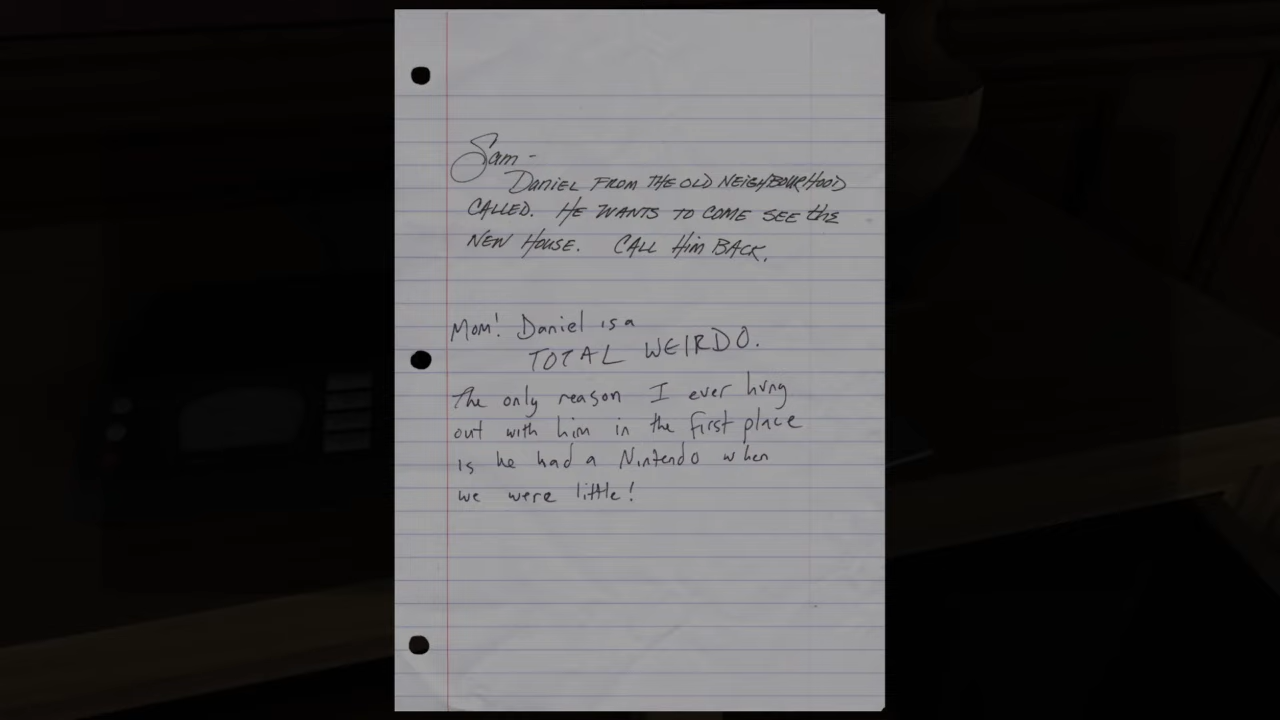 Sam -
DANIEL FROM THE OLD NEIGHBOURHOOD
CALLED. HE WANTS TO COME SEE the
NEW HOUSE. CALL HIM BACK.
Mom! Daniel is a
TOTAL WEIRDO.
The only reason I ever hung
out with him in the first place
is he had a Nintendo when
we were little!